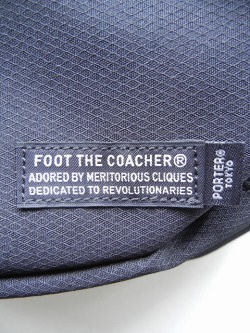 FOOT THE COACHER®
ADORED BY MERITORIOUS CLIQUES
DEDICATED TO REVOLUTIONARIES
PORTER®
TOKYO